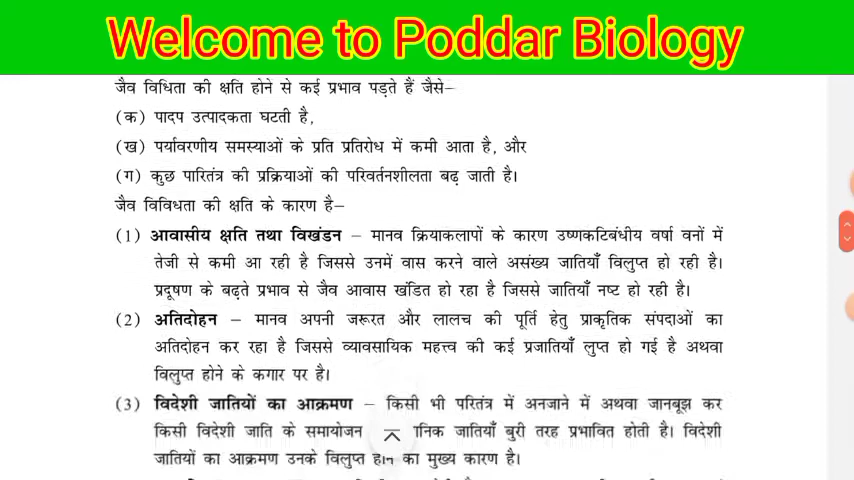 Welcome to Poddar Biology
जैव विधिता की क्षति होने से कई प्रभाव पड़ते हैं जैसे–
(क) पादप उत्पादकता घटती है,
(ख) पर्यावरणीय समस्याओं के प्रति प्रतिरोध में कमी आता है, और
(ग) कुछ पारितंत्र की प्रक्रियाओं की परिवर्तनशीलता बढ़ जाती है।
जैव विविधता की क्षति के कारण है–
(1) आवासीय क्षति तथा विखंडन – मानव क्रियाकलापों के कारण उष्णकटिबंधीय वर्षा वनों में
तेजी से कमी आ रही है जिससे उनमें वास करने वाले असंख्य जातियाँ विलुप्त हो रही है।
प्रदूषण के बढ़ते प्रभाव से जैव आवास खंडित हो रहा है जिससे जातियाँ नष्ट हो रही है।
(2) अतिदोहन – मानव अपनी जरूरत और लालच की पूर्ति हेतु प्राकृतिक संपदाओं का
अतिदोहन कर रहा है जिससे व्यावसायिक महत्त्व की कई प्रजातियाँ लुप्त हो गई है अथवा
विलुप्त होने के कगार पर है।
(3) विदेशी जातियों का आक्रमण – किसी भी परितंत्र में अनजाने में अथवा जानबूझ कर
किसी विदेशी जाति के समायोजन जातियाँ बुरी तरह प्रभावित होती है। विदेशी
जातियों का आक्रमण उनके विलुप्त होने का मुख्य कारण है।